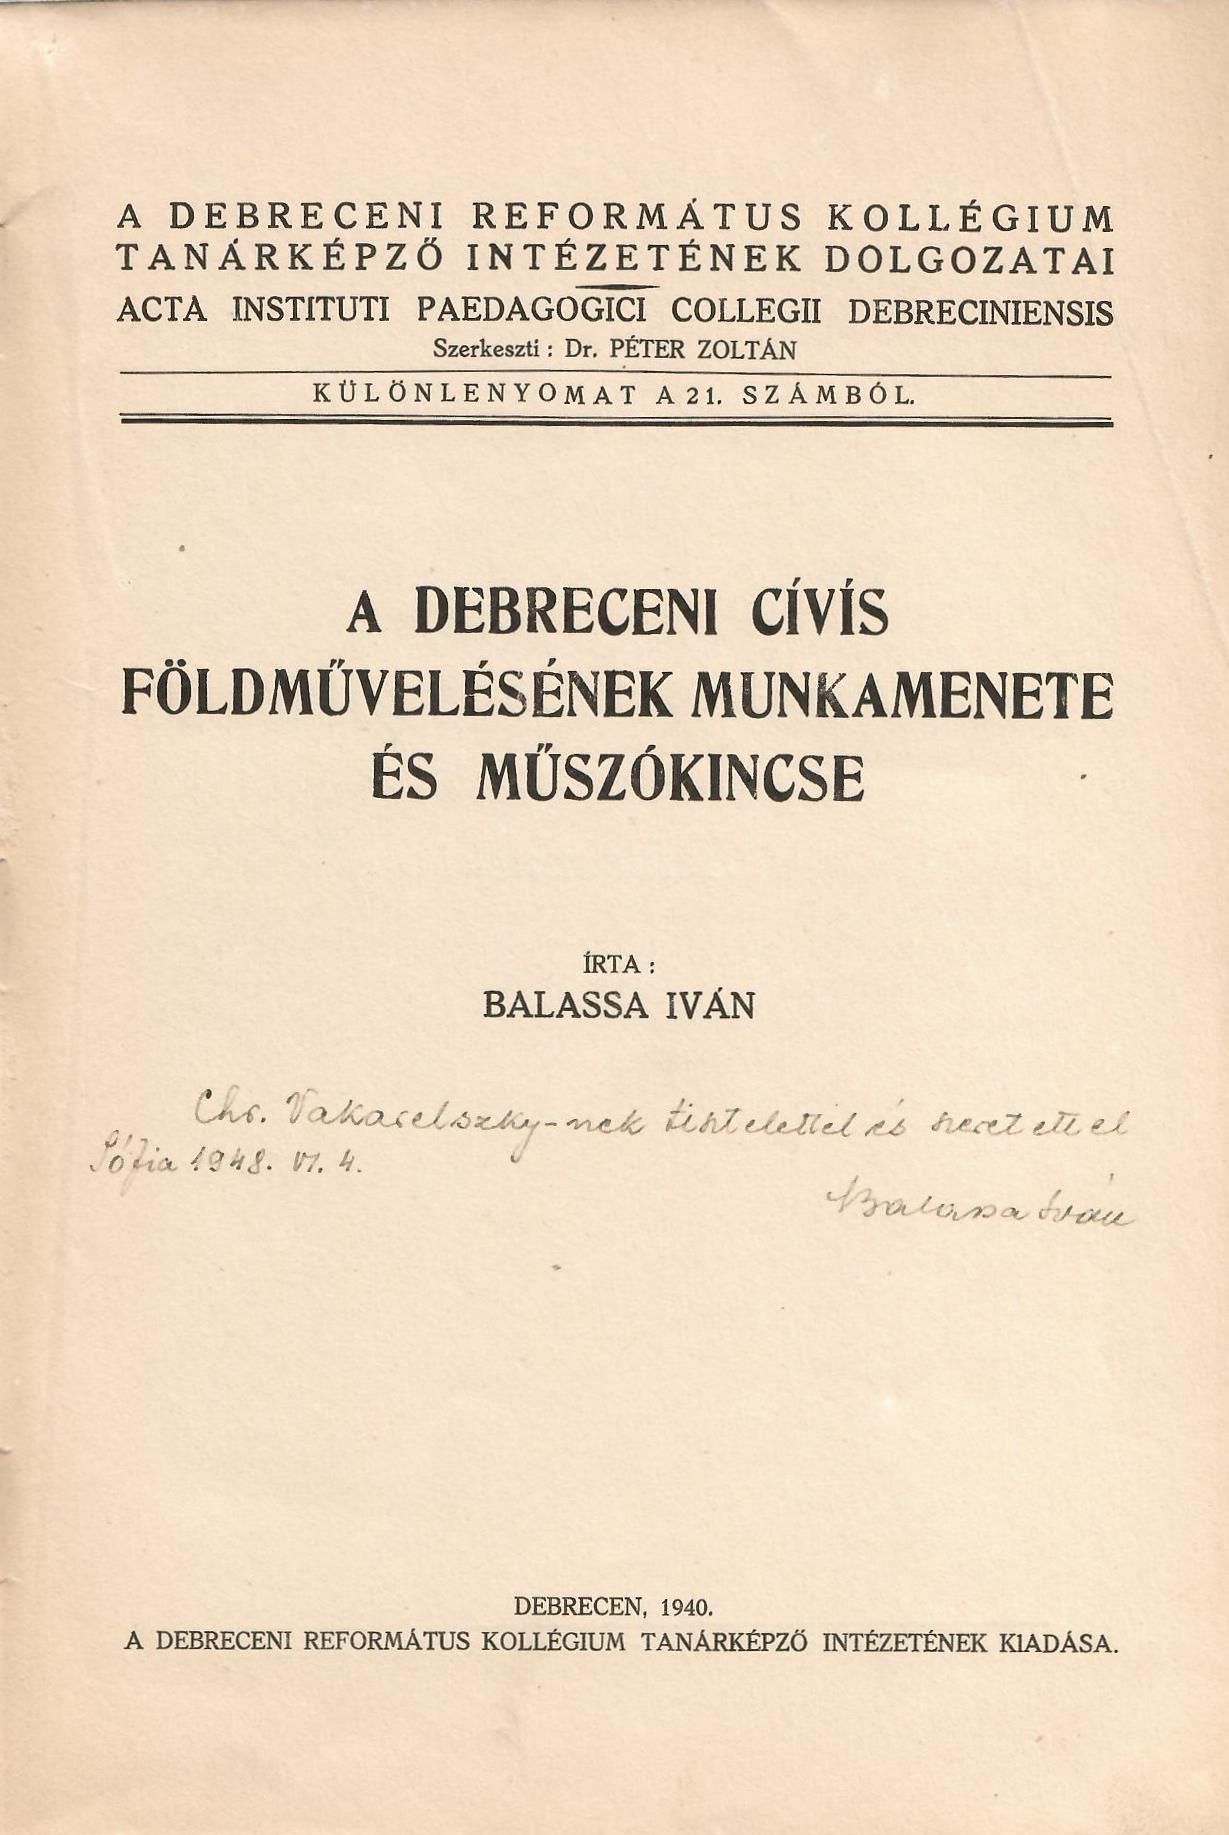 A DEBRECENI REFORMÁTUS KOLLÉGIUM
TANÁRKÉPZŐ INTÉZETÉNEK DOLGOZATAI
ACTA INSTITUTI PAEDAGOGICI COLLEGII DEBRECINIENSIS
Szerkeszti : Dr. PÉTER ZOLTÁN
KÜLÖNLENYOMAT A 21. SZÁMBÓL.
A DEBRECENI CÍVÍS
FÖLDMŰVELÉSÉNEK MUNKAMENETE
ÉS MŰSZÓKINCSE
ÍRTA :
BALASSA IVÁN
Chr. Vakarelszky-nek tisztelettel és szeretettel
Sófia 1948. VI. 4.
Balassa Iván
DEBRECEN, 1940.
A DEBRECENI REFORMÁTUS KOLLÉGIUM TANÁRKÉPZŐ INTÉZETÉNEK KIADÁSA.